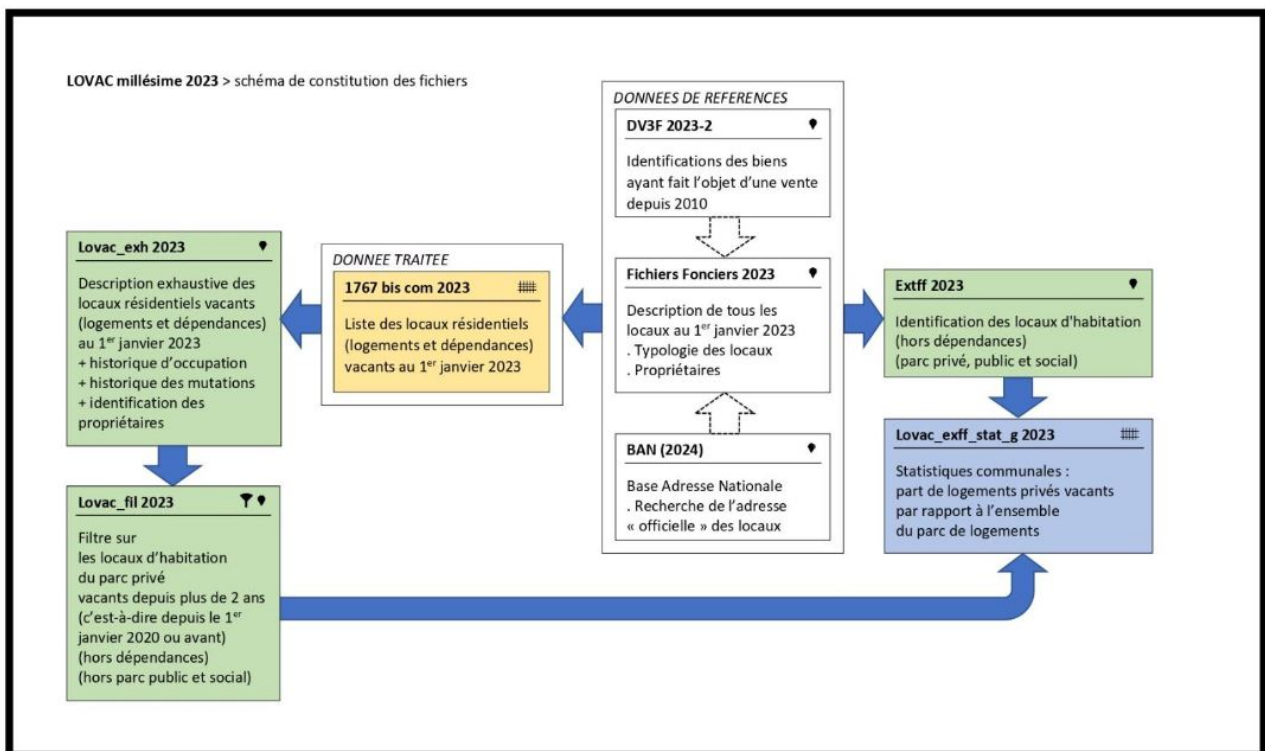 LOVAC millésime 2023 > schéma de constitution des fichiers
DONNEES DE REFERENCES
DV3F 2023-2
Identifications des biens
ayant fait l'objet d'une vente
depuis 2010
Lovac_exh 2023
Description exhaustive des
locaux résidentiels vacants
(logements et dépendances)
au 1er janvier 2023
+ historique d'occupation
+ historique des mutations
+ identification des
propriétaires
DONNEE TRAITEE
1767 bis com 2023
Liste des locaux résidentiels
(logements et dépendances)
vacants au 1er janvier 2023
Fichiers Fonciers 2023
Description de tous les
locaux au 1er janvier 2023
. Typologie des locaux
. Propriétaires
Extff 2023
Identification des locaux d'habitation
(hors dépendances)
(parc privé, public et social)
BAN (2024)
Base Adresse Nationale
. Recherche de l'adresse
« officielle » des locaux
Lovac_exff_stat_g 2023
Statistiques communales :
part de logements privés vacants
par rapport à l'ensemble
du parc de logements
Lovac_fil 2023
Filtre sur
les locaux d'habitation
du parc privé
vacants depuis plus de 2 ans
(c'est-à-dire depuis le 1er
janvier 2020 ou avant)
(hors dépendances)
(hors parc public et social)